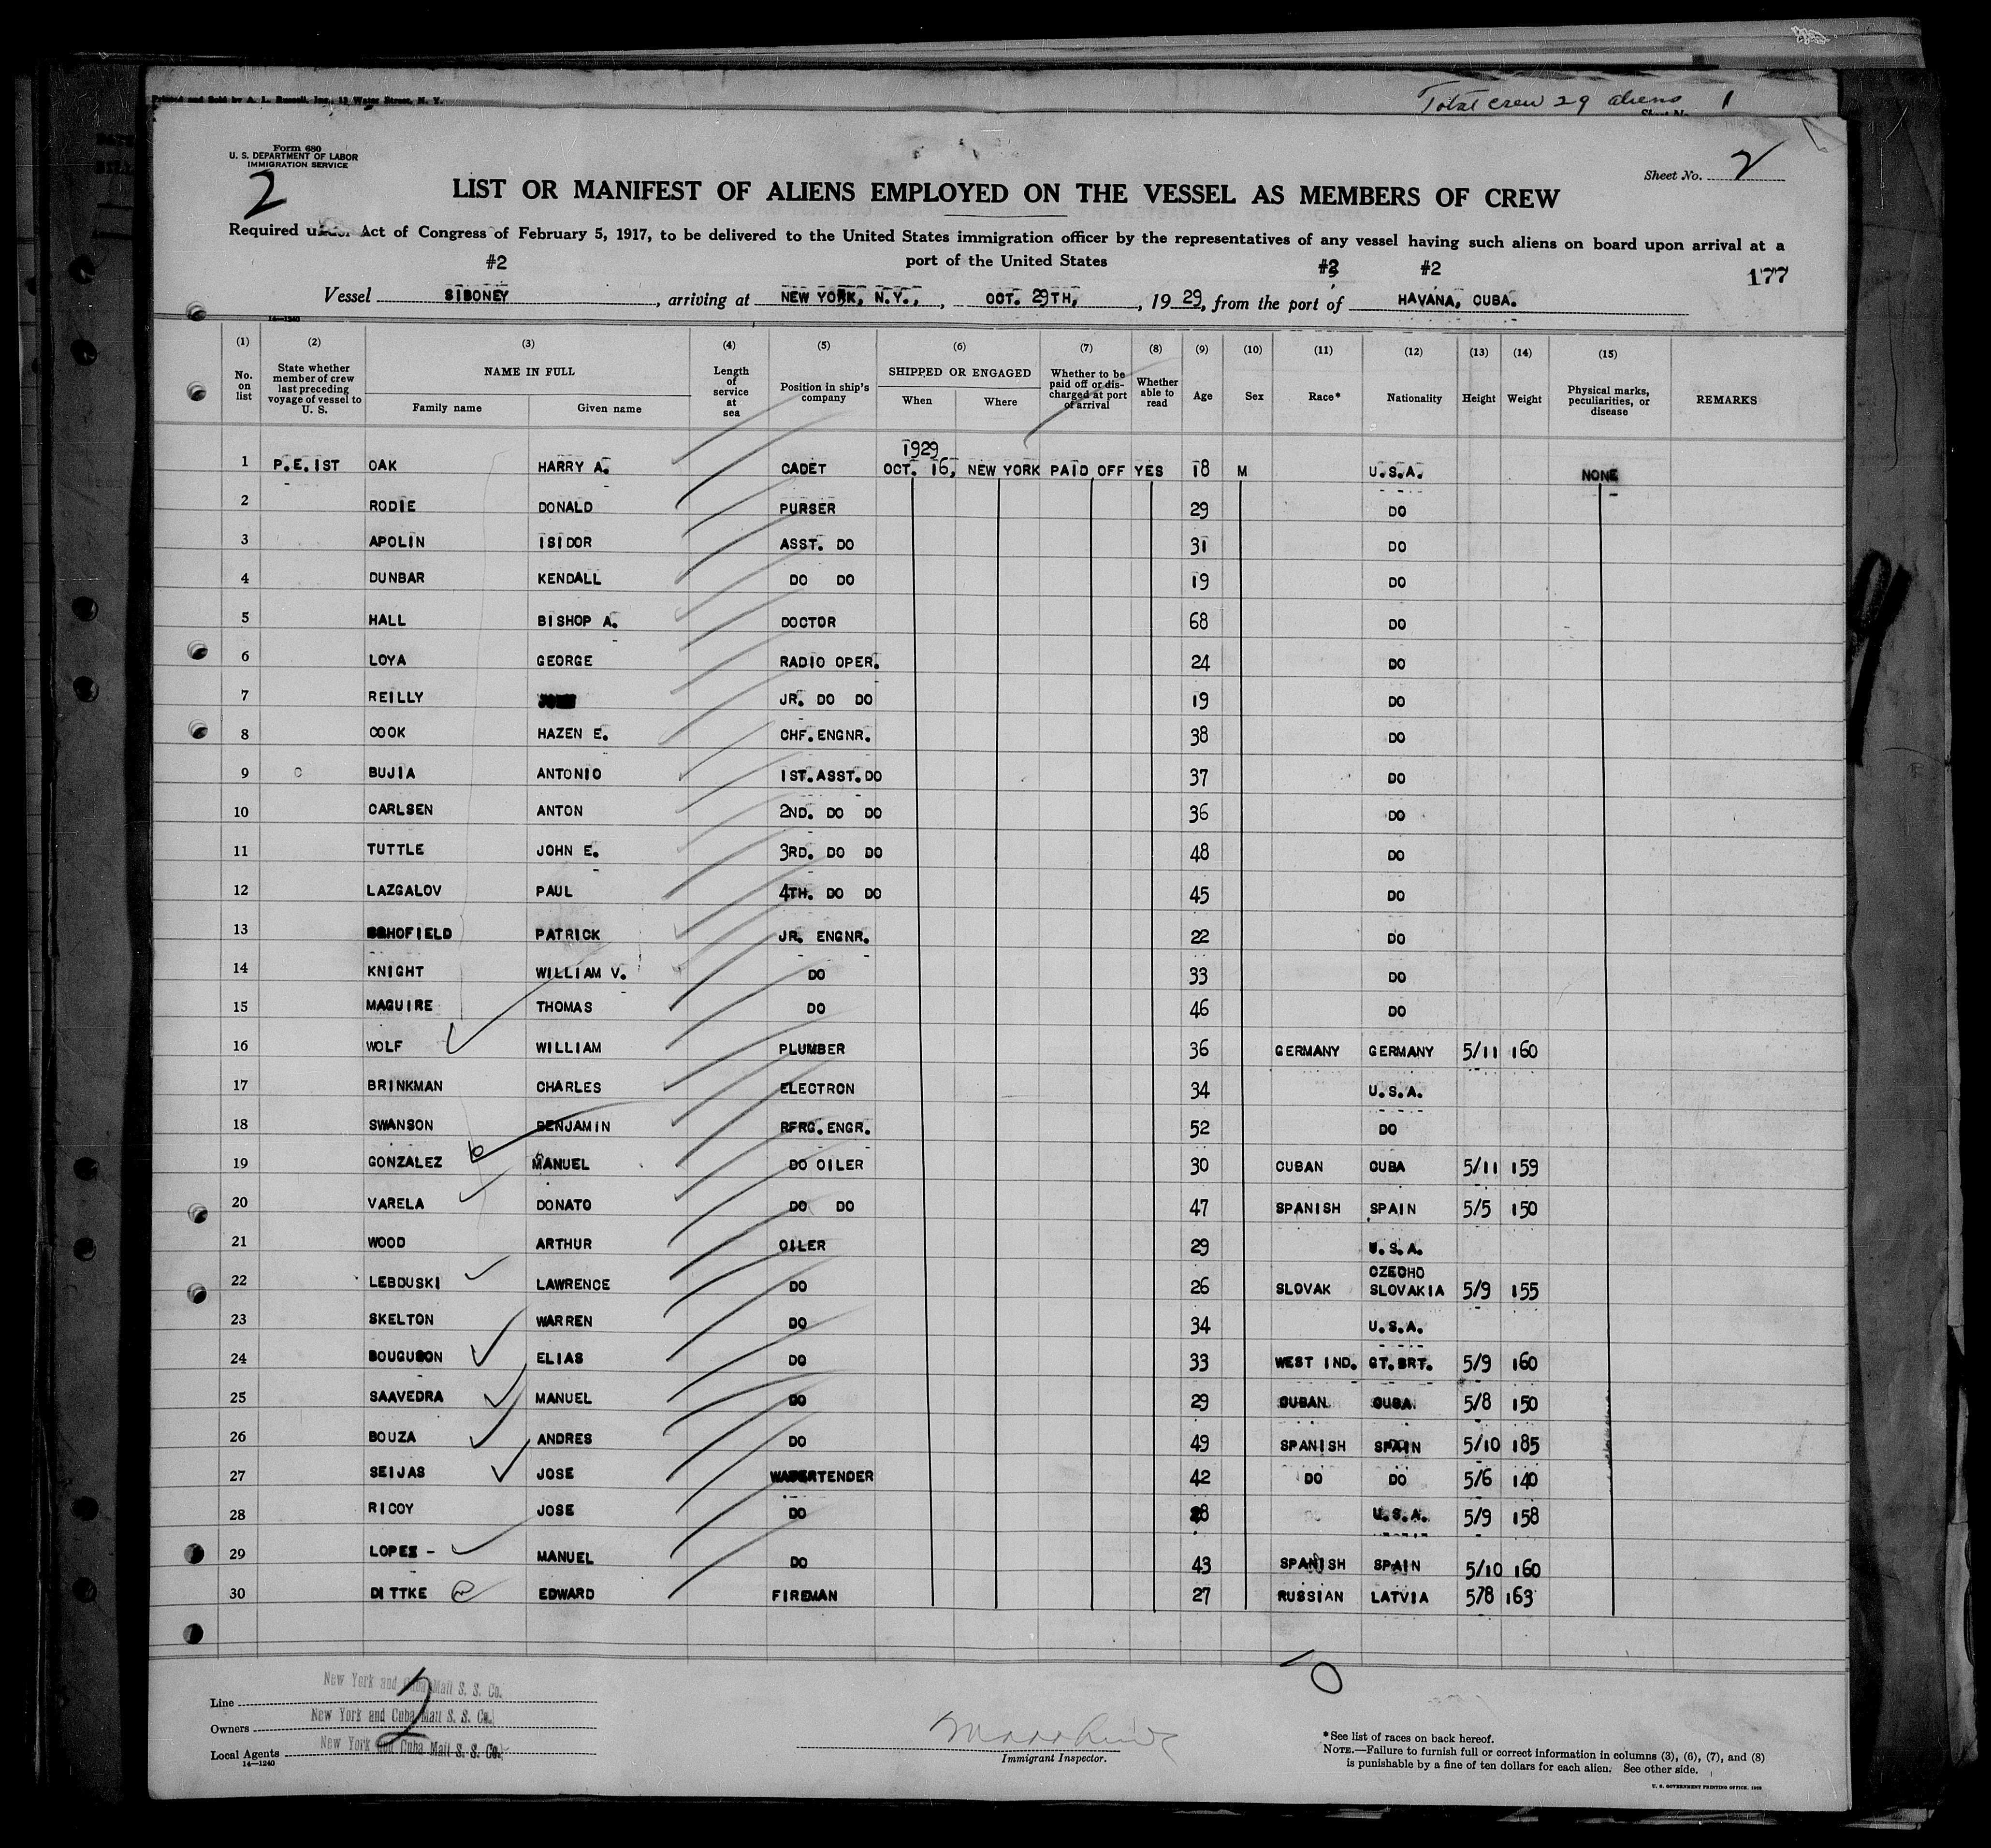 Printed and Sold by A. L. Russell, Inc., 13 Water Street, N. Y.
Total crew 29 aliens 1
Form 680
U. S. DEPARTMENT OF LABOR
IMMIGRATION SERVICE
2
Sheet No. 2
LIST OR MANIFEST OF ALIENS EMPLOYED ON THE VESSEL AS MEMBERS OF CREW
Required under Act of Congress of February 5, 1917, to be delivered to the United States immigration officer by the representatives of any vessel having such aliens on board upon arrival at a
port of the United States
#2 #2 #2
177
Vessel SIBONEY, arriving at NEW YORK, N.Y., OCT. 29TH, 1929, from the port of HAVANA, CUBA.
14—1240
(1) (2) (3) (4) (5) (6) (7) (8) (9) (10) (11) (12) (13) (14) (15)
No. on list State whether member of crew last preceding voyage of vessel to U. S. NAME IN FULL Family name Given name Length of service at sea Position in ship's company SHIPPED OR ENGAGED When Where Whether to be paid off or discharged at port of arrival Whether able to read Age Sex Race* Nationality Height Weight Physical marks, peculiarities, or disease REMARKS
1929
1 P.E.IST OAK HARRY A. CADET OCT. 16, NEW YORK PAID OFF YES 18 M U.S.A. NONE
2 RODIE DONALD PURSER 29 DO
3 APOLIN ISIDOR ASST. DO 31 DO
4 DUNBAR KENDALL DO DO 19 DO
5 HALL BISHOP A. DOCTOR 68 DO
6 LOYA GEORGE RADIO OPER. 24 DO
7 REILLY JR. DO DO 19 DO
8 COOK HAZEN E. CHF.ENGNR. 38 DO
9 BUJIA ANTONIO 1ST.ASST.DO 37 DO
10 CARLSEN ANTON 2ND. DO DO 36 DO
11 TUTTLE JOHN E. 3RD. DO DO 48 DO
12 LAZGALOV PAUL 4TH. DO DO 45 DO
13 SCHOFIELD PATRICK JR. ENGNR. 22 DO
14 KNIGHT WILLIAM V. DO 33 DO
15 MAGUIRE THOMAS DO 46 DO
16 WOLF WILLIAM PLUMBER 36 GERMANY GERMANY 5/11 160
17 BRINKMAN CHARLES ELECTRON 34 U.S.A.
18 SWANSON BENJAMIN RFRG.ENGR. 52 DO
19 GONZALEZ MANUEL DO OILER 30 CUBAN CUBA 5/11 159
20 VARELA DONATO DO DO 47 SPANISH SPAIN 5/5 150
21 WOOD ARTHUR OILER 29 U.S.A.
22 LEBOUSKI LAWRENCE DO 26 SLOVAK CZECHO SLOVAKIA 5/9 155
23 SKELTON WARREN DO 34 U.S.A.
24 BOUGUSON ELIAS DO 33 WEST IND. GT.BRT. 5/9 160
25 SAAVEDRA MANUEL DO 29 CUBAN CUBA 5/8 150
26 BOUZA ANDRES DO 49 SPANISH SPAIN 5/10 185
27 SEIJAS JOSE WATERTENDER 42 DO DO 5/6 140
28 RICOY JOSE DO U.S.A. 5/9 158
29 LOPEZ - MANUEL DO 43 SPANISH SPAIN 5/10 160
30 DITTKE EDWARD FIREMAN 27 RUSSIAN LATVIA 5/8 163
Line New York and Cuba Mail S. S. Co.
Owners New York and Cuba Mail S. S. Co.
Local Agents New York and Cuba Mail S. S. Co.
2
14—1240
Immigrant Inspector.
*See list of races on back hereof.
NOTE.—Failure to furnish full or correct information in columns (3), (6), (7), and (8)
is punishable by a fine of ten dollars for each alien. See other side.
U. S. GOVERNMENT PRINTING OFFICE. 1928